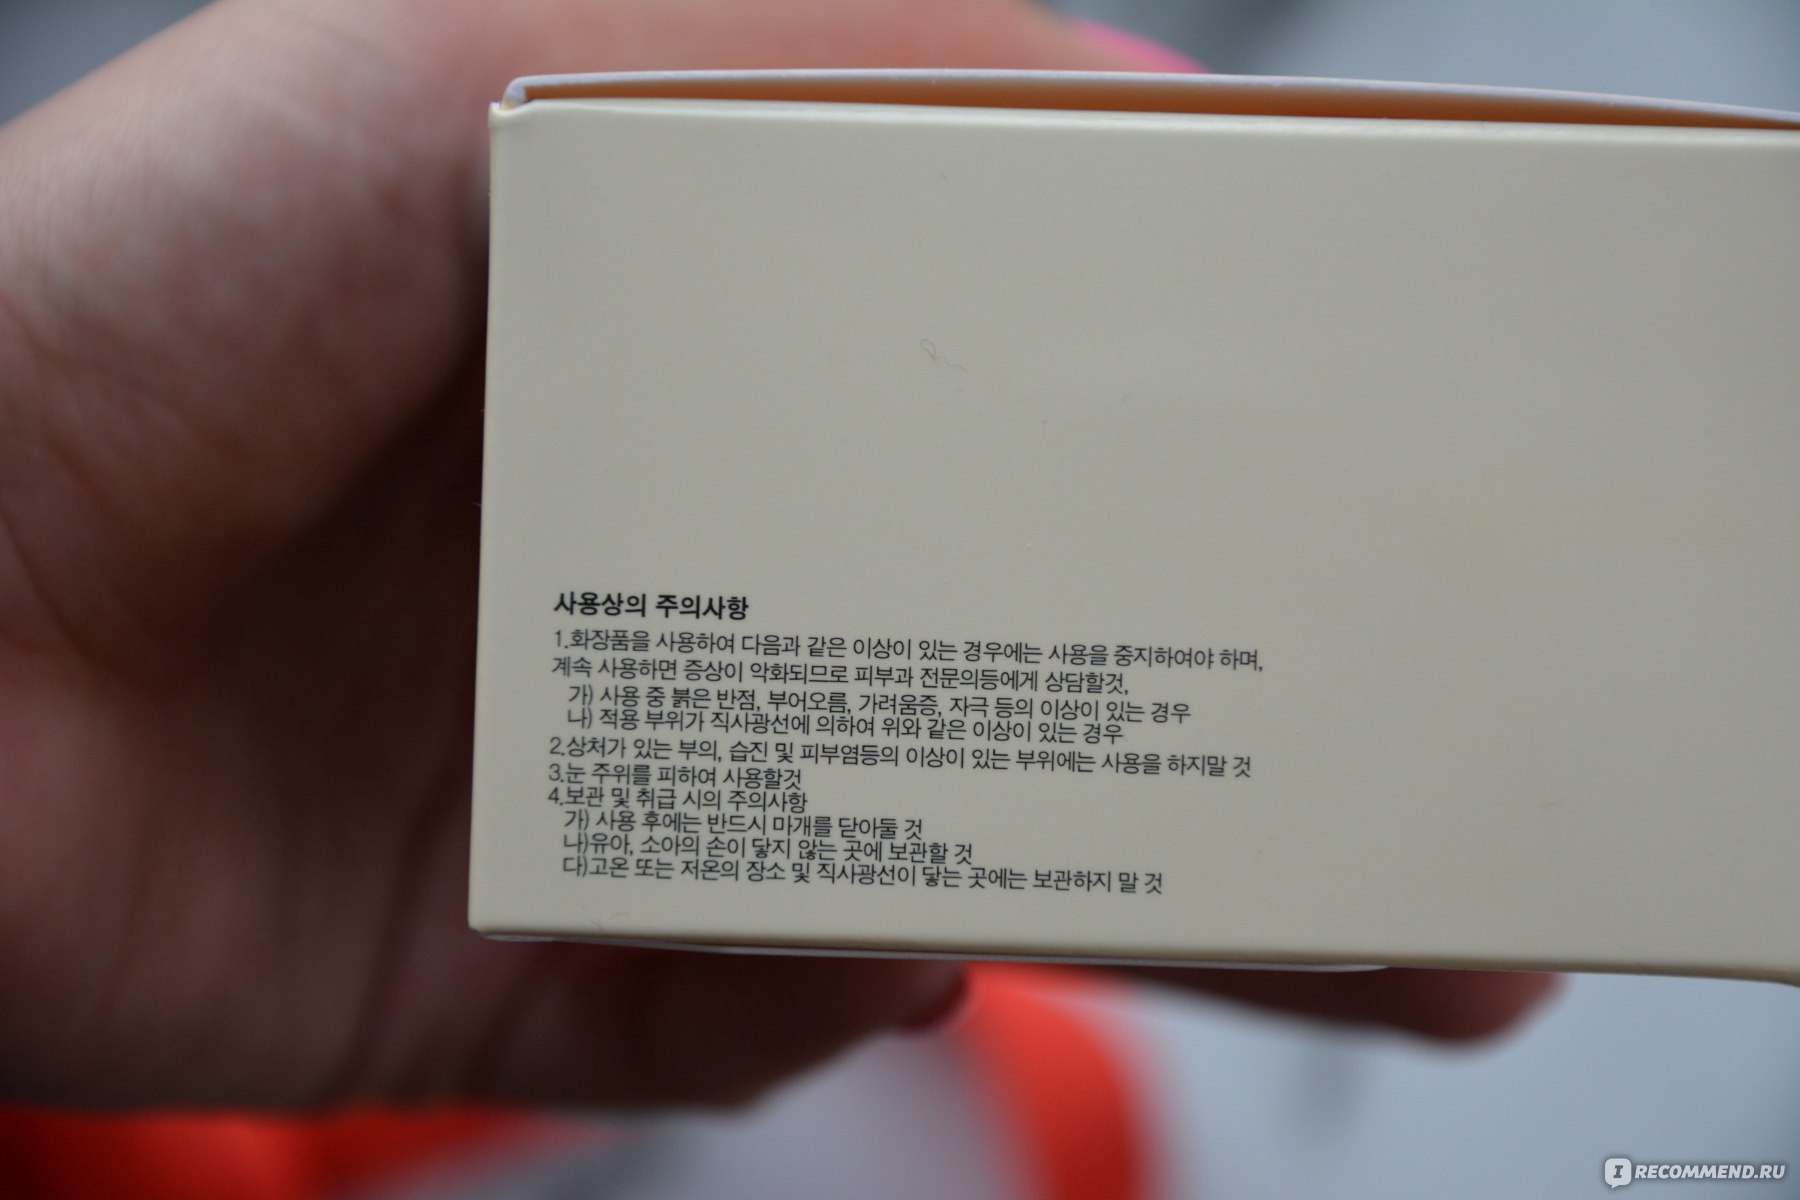 사용상의 주의사항
1.화장품을 사용하여 다음과 같은 이상이 있는 경우에는 사용을 중지하여야 하며,
계속 사용하면 증상이 악화되므로 피부과 전문의등에게 상담할것,
가) 사용 중 붉은 반점, 부어오름, 가려움증, 자극 등의 이상이 있는 경우
나) 적용 부위가 직사광선에 의하여 위와 같은 이상이 있는 경우
2.상처가 있는 부의, 습진 및 피부염등의 이상이 있는 부위에는 사용을 하지말 것
3.눈 주위를 피하여 사용할것
4.보관 및 취급 시의 주의사항
가) 사용 후에는 반드시 마개를 닫아둘 것
나)유아, 소아의 손이 닿지 않는 곳에 보관할 것
다)고온 또는 저온의 장소 및 직사광선이 닿는 곳에는 보관하지 말 것
I RECOMMEND.RU